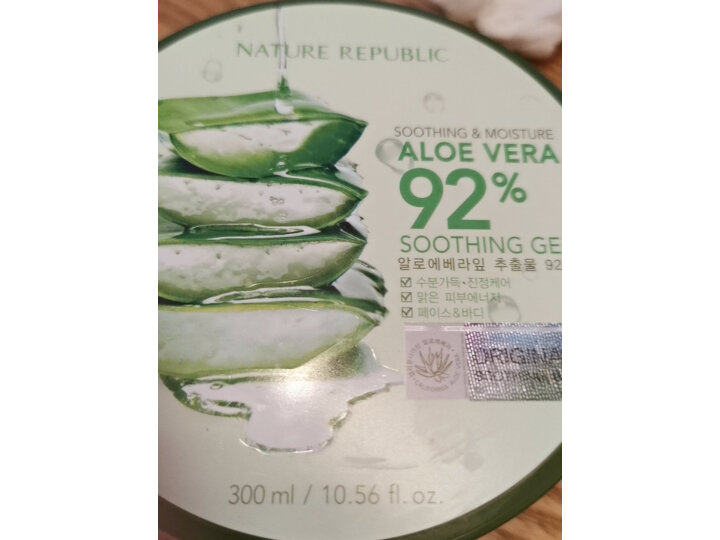 NATURE REPUBLIC
SOOTHING & MOISTURE
ALOE VERA
92%
SOOTHING GE
알로에베라잎 추출물 92
수분가득·진정케어
맑은 피부에너지
페이스&바디
ORIGINA
300 ml / 10.56 fl. oz.